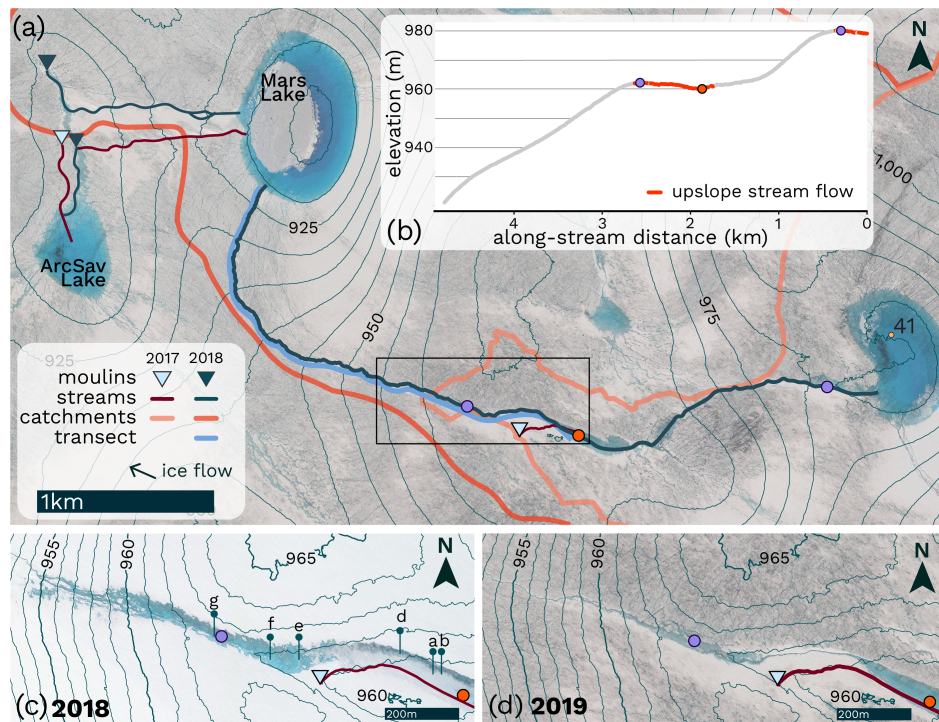 (a)
Mars
Lake
ArcSav
Lake
925
950
975
1,000
41
925
2017 2018
moulins
streams
catchments
transect
ice flow
1km
980
960
940
elevation (m)
upslope stream flow
4 3 2 1 0
(b) along-stream distance (km)
N
955
960
965
N
g
f
e
d
a b
960
200m
(c) 2018
955
960
965
N
960
200m
(d) 2019